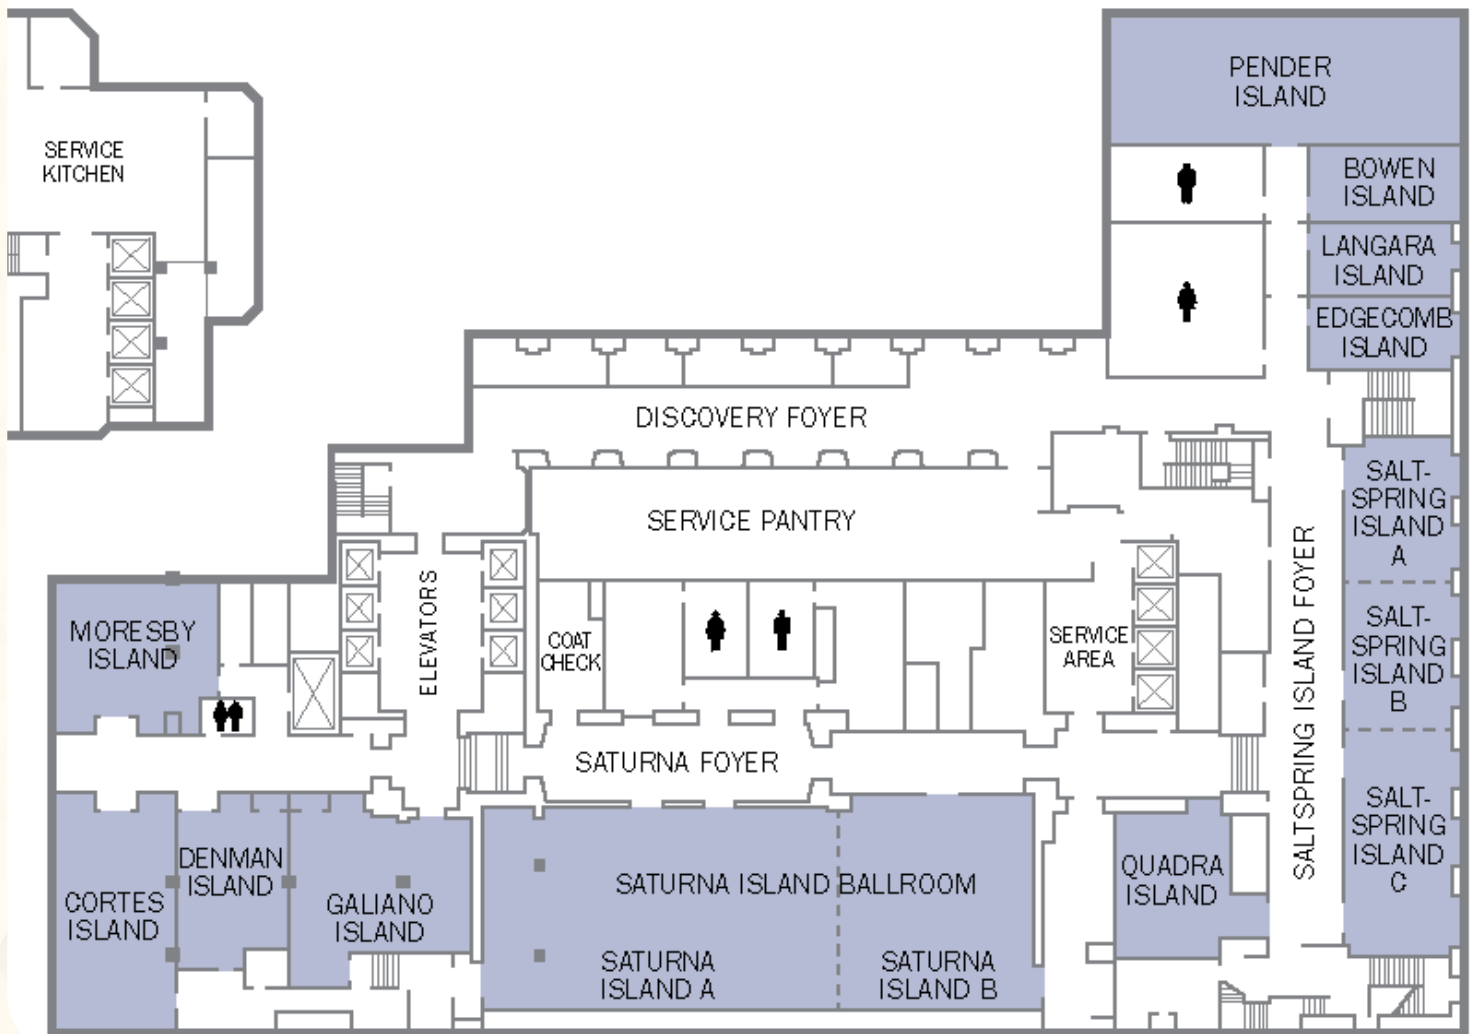 PENDER
ISLAND
SERVICE
KITCHEN
BOWEN
ISLAND
LANGARA
ISLAND
EDGECOMB
ISLAND
DISCOVERY FOYER
SERVICE PANTRY
SALT-
SPRING
ISLAND
A
SALTSPRING ISLAND FOYER
ELEVATORS
MORESBY
ISLAND
COAT
CHECK
SERVICE
AREA
SALT-
SPRING
ISLAND
B
SATURNA FOYER
SALT-
SPRING
ISLAND
C
CORTES
ISLAND
DENMAN
ISLAND
GALIANO
ISLAND
SATURNA ISLAND BALLROOM
QUADRA
ISLAND
SATURNA
ISLAND A
SATURNA
ISLAND B